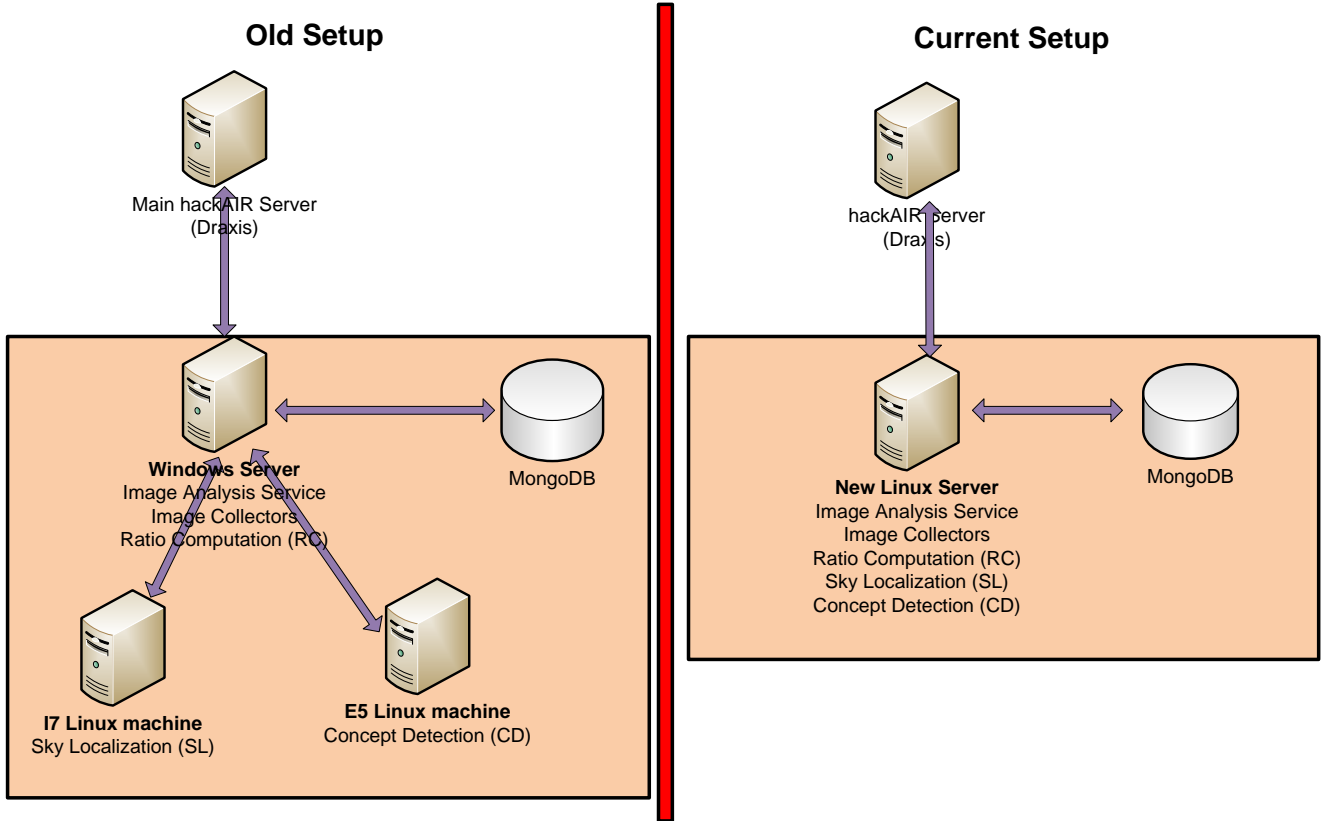 Old Setup
Main hackAIR Server
(Draxis)
Windows Server
Image Analysis Service
Image Collectors
Ratio Computation (RC)
MongoDB
I7 Linux machine
Sky Localization (SL)
E5 Linux machine
Concept Detection (CD)
Current Setup
hackAIR Server
(Draxis)
New Linux Server
Image Analysis Service
Image Collectors
Ratio Computation (RC)
Sky Localization (SL)
Concept Detection (CD)
MongoDB